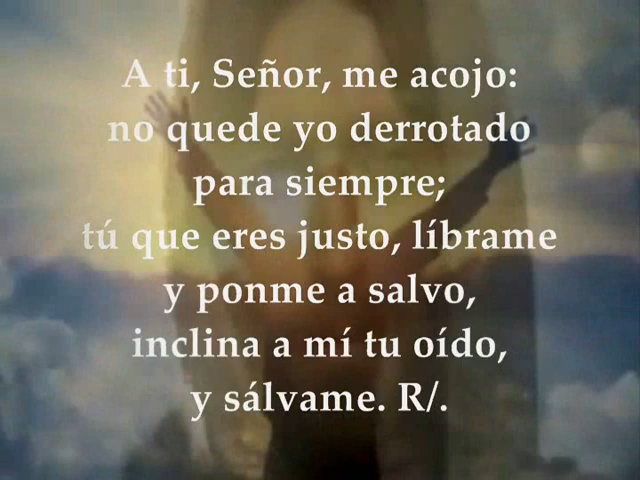 A ti, Señor, me acojo:
no quede yo derrotado
para siempre;
tú que eres justo, líbrame
y ponme a salvo,
inclina a mí tu oído,
y sálvame. R/.